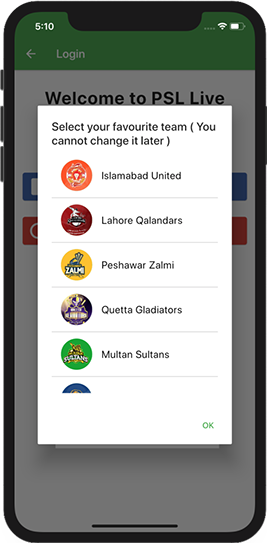 5:10
Login
Welcome to PSL Live
Select your favourite team ( You
cannot change it later )
Islamabad United
Lahore Qalandars
ZALMI
Peshawar Zalmi
Quetta Gladiators
SULTANS
Multan Sultans
OK